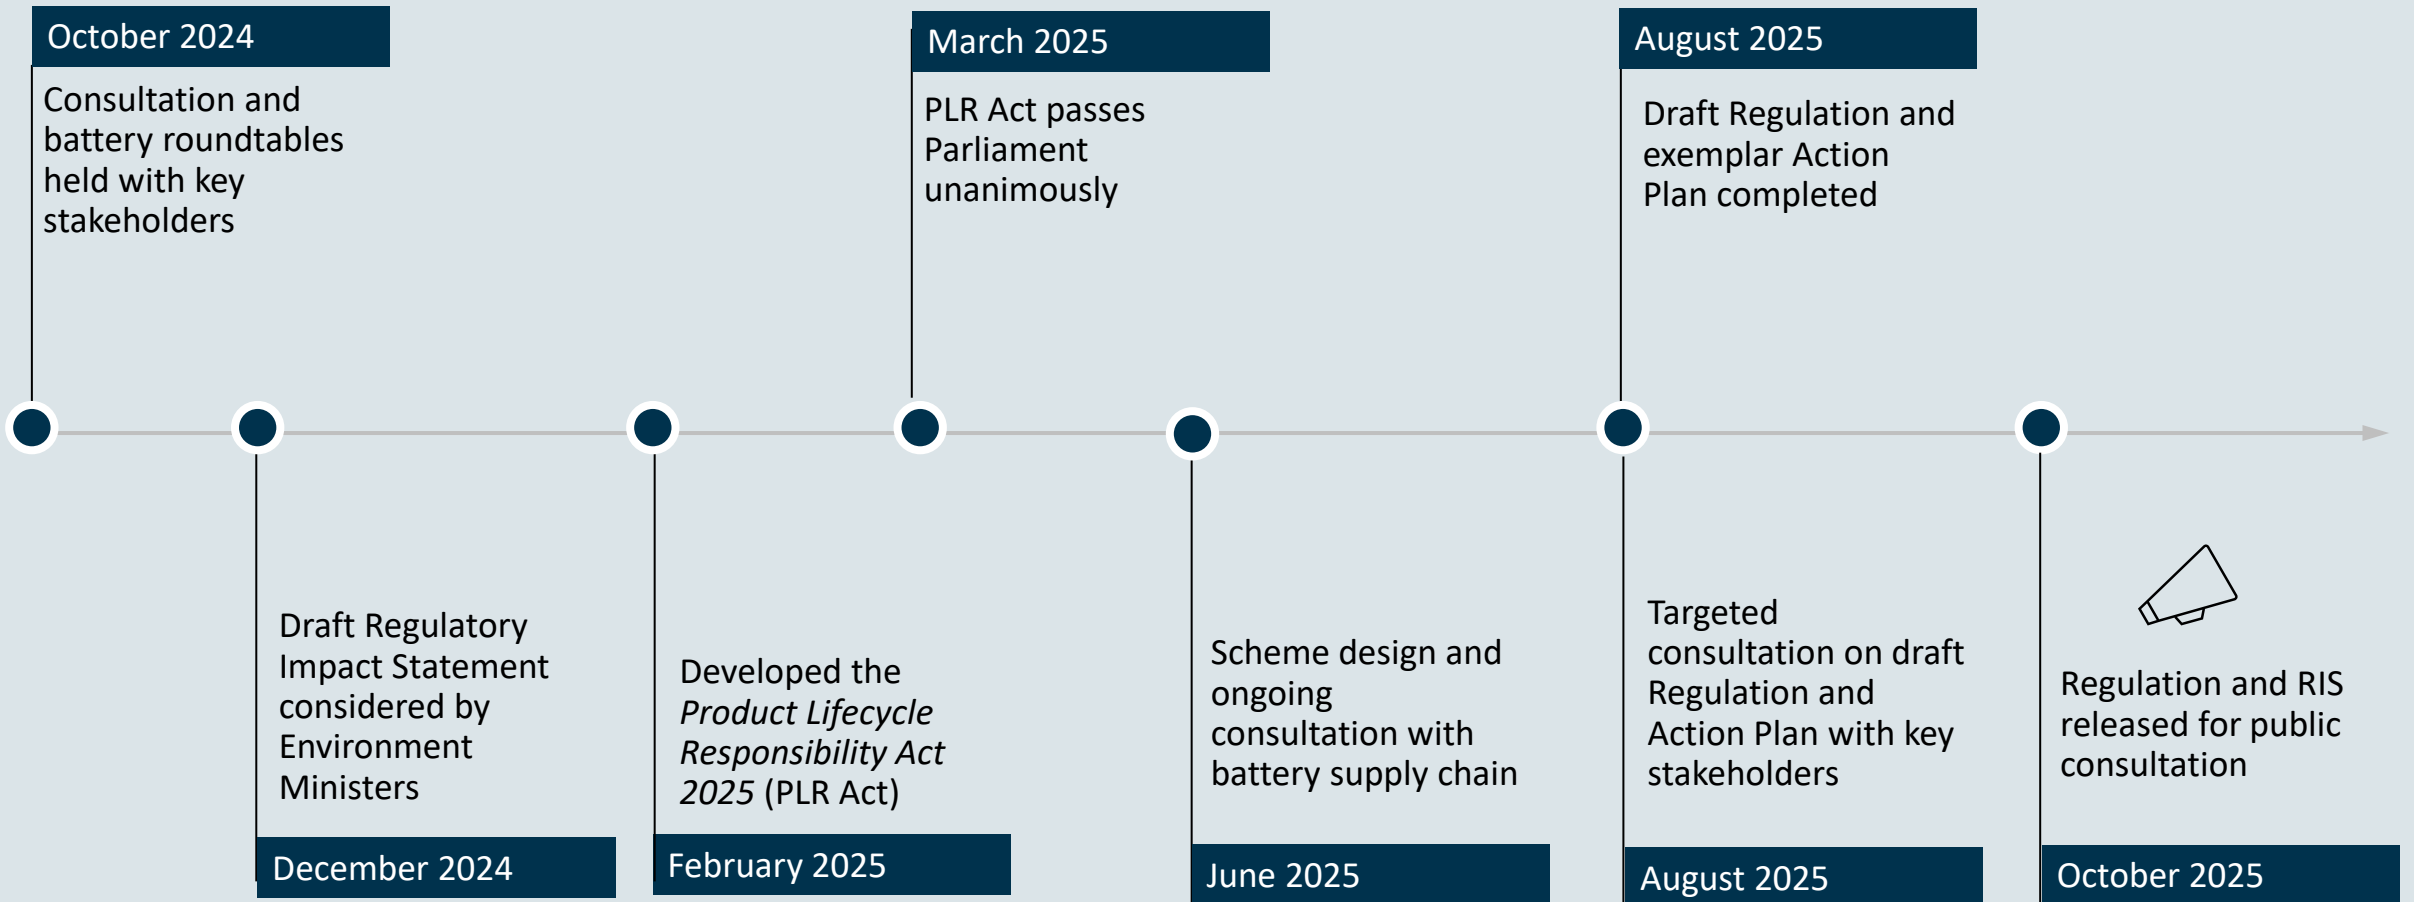 October 2024
Consultation and
battery roundtables
held with key
stakeholders
March 2025
PLR Act passes
Parliament
unanimously
August 2025
Draft Regulation and
exemplar Action
Plan completed
Draft Regulatory
Impact Statement
considered by
Environment
Ministers
December 2024
Developed the
Product Lifecycle
Responsibility Act
2025 (PLR Act)
February 2025
Scheme design and
ongoing
consultation with
battery supply chain
June 2025
Targeted
consultation on draft
Regulation and
Action Plan with key
stakeholders
August 2025
Regulation and RIS
released for public
consultation
October 2025